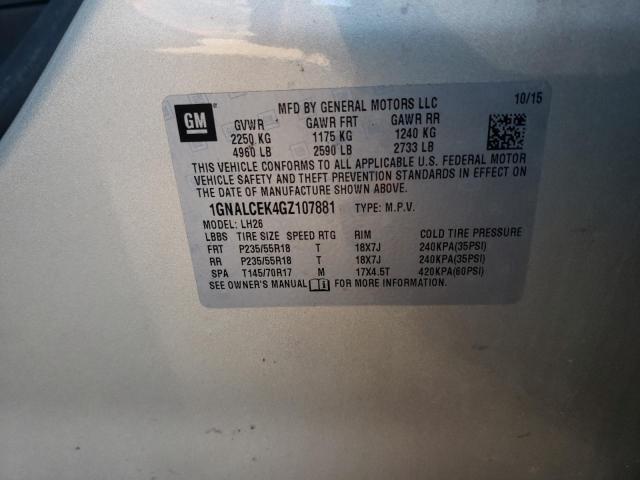 GM
MFD BY GENERAL MOTORS LLC 10/15
GVWR GAWR FRT GAWR RR
2250 KG 1175 KG 1240 KG
4960 LB 2590 LB 2733 LB
THIS VEHICLE CONFORMS TO ALL APPLICABLE U.S. FEDERAL MOTOR
VEHICLE SAFETY AND THEFT PREVENTION STANDARDS IN EFFECT ON
THE DATE OF MANUFACTURE SHOWN ABOVE.
1GNALCEK4GZ107881 TYPE: M.P.V.
MODEL: LH26
LBBS TIRE SIZE SPEED RTG RIM COLD TIRE PRESSURE
FRT P235/55R18 T 18X7J 240KPA(35PSI)
RR P235/55R18 T 18X7J 240KPA(35PSI)
SPA T145/70R17 M 17X4.5T 420KPA(60PSI)
SEE OWNER'S MANUAL FOR MORE INFORMATION